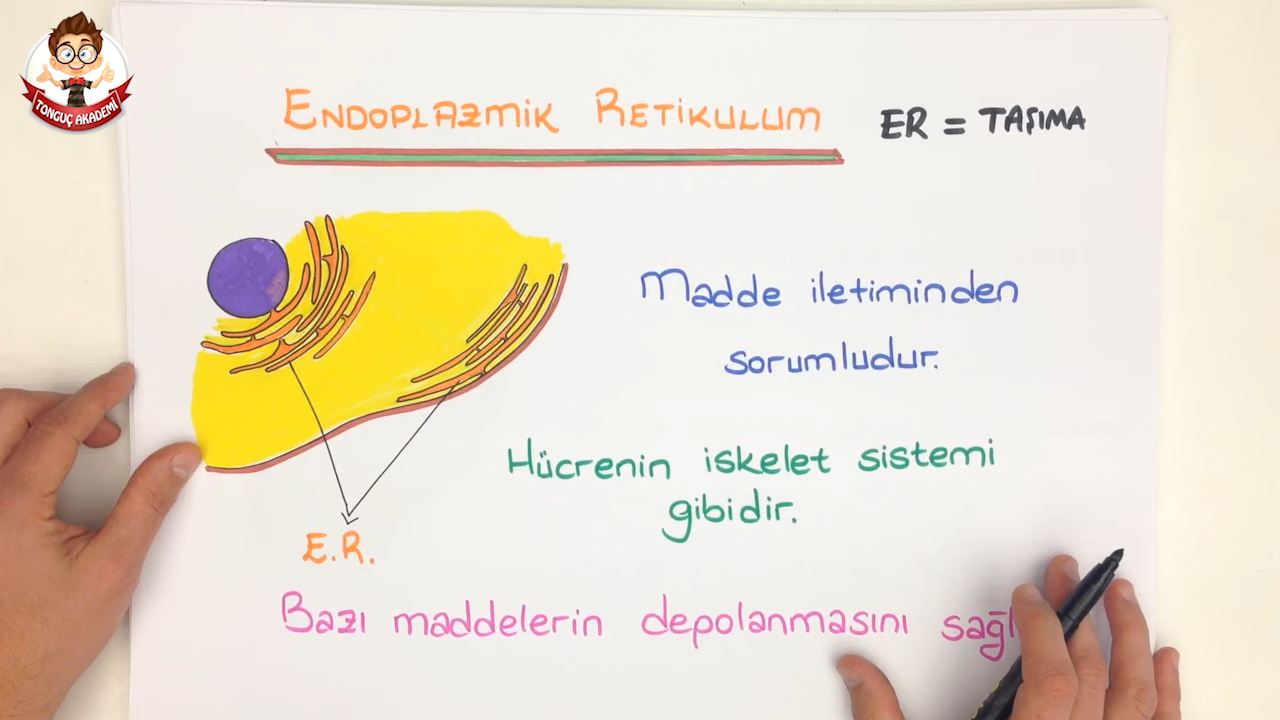 TONGUÇ AKADEMİ
ENDOPLAZMİK RETİKULUM
ER = TAŞIMA
Madde iletiminden
sorumludur.
Hücrenin iskelet sistemi
gibidir.
E.R.
Bazı maddelerin depolanmasını